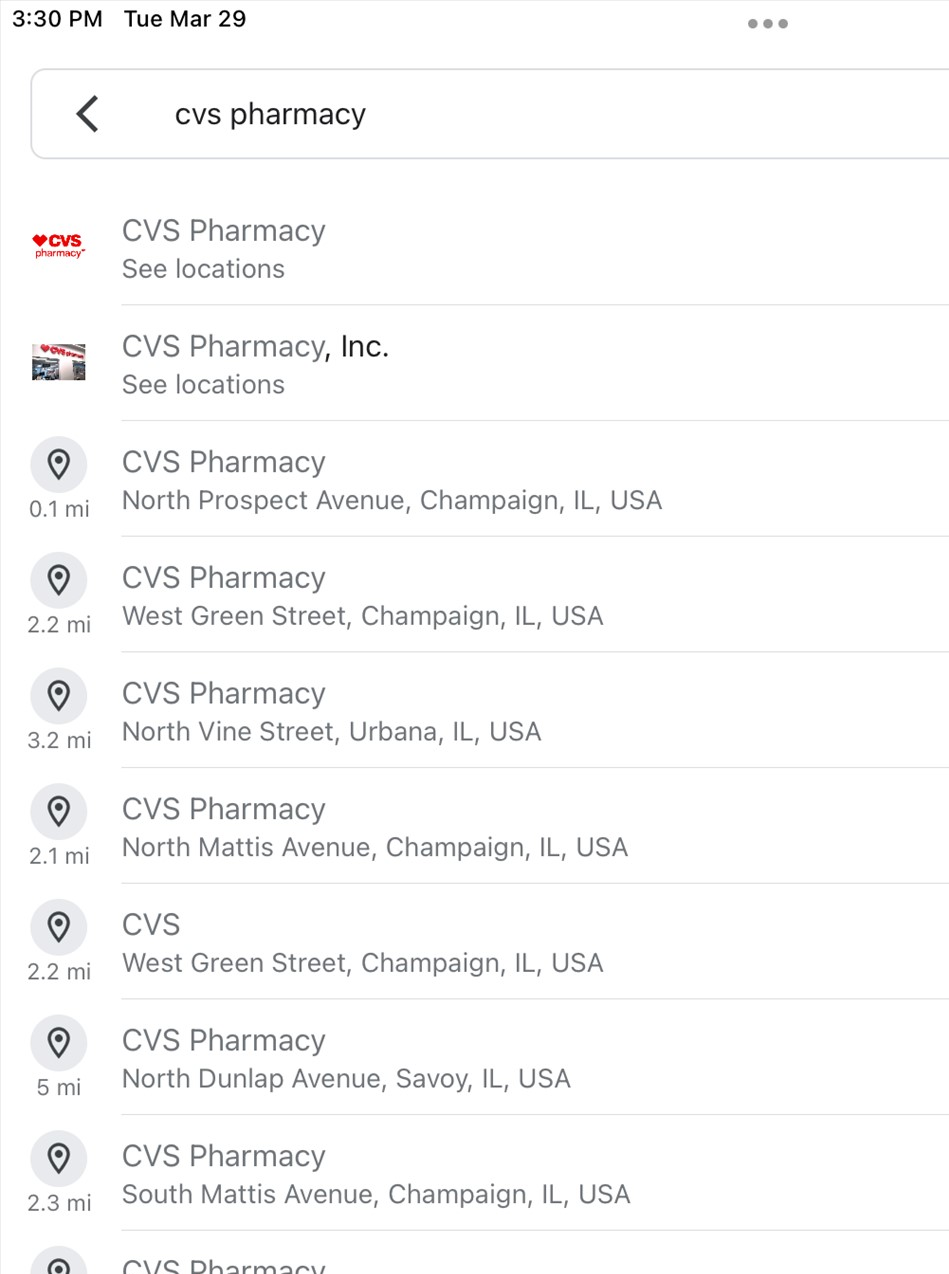 3:30 PM Tue Mar 29
cvs pharmacy
CVS pharmacy
CVS Pharmacy
See locations
CVS Pharmacy, Inc.
See locations
CVS Pharmacy
0.1 mi North Prospect Avenue, Champaign, IL, USA
CVS Pharmacy
2.2 mi West Green Street, Champaign, IL, USA
CVS Pharmacy
3.2 mi North Vine Street, Urbana, IL, USA
CVS Pharmacy
2.1 mi North Mattis Avenue, Champaign, IL, USA
CVS
2.2 mi West Green Street, Champaign, IL, USA
CVS Pharmacy
5 mi North Dunlap Avenue, Savoy, IL, USA
CVS Pharmacy
2.3 mi South Mattis Avenue, Champaign, IL, USA
CVS Pharmacy